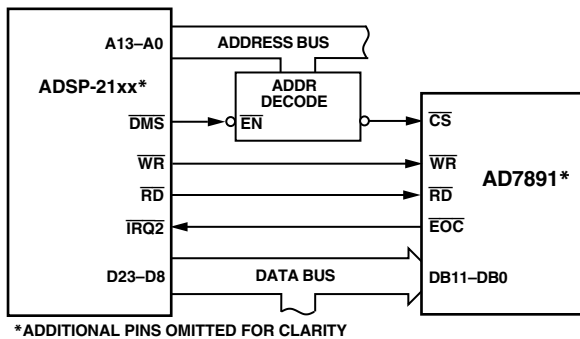 A13–A0
ADDRESS BUS
ADSP-21xx*
ADDR
DECODE
DMS
EN
CS
WR
WR
AD7891*
RD
RD
IRQ2
EOC
D23–D8
DATA BUS
DB11–DB0
*ADDITIONAL PINS OMITTED FOR CLARITY